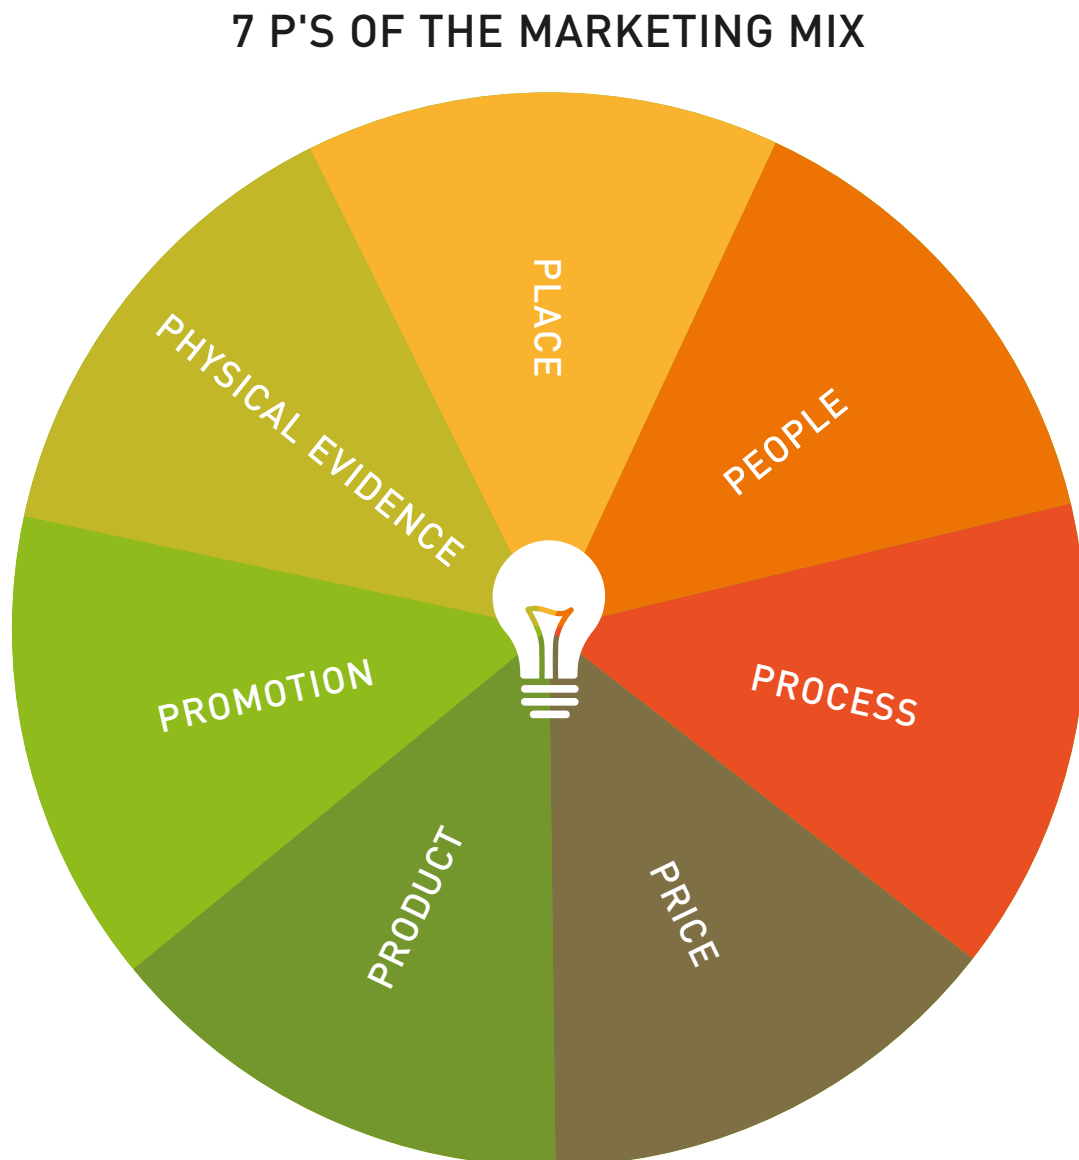 7 P'S OF THE MARKETING MIX
PLACE
PEOPLE
PROCESS
PRICE
PRODUCT
PROMOTION
PHYSICAL EVIDENCE